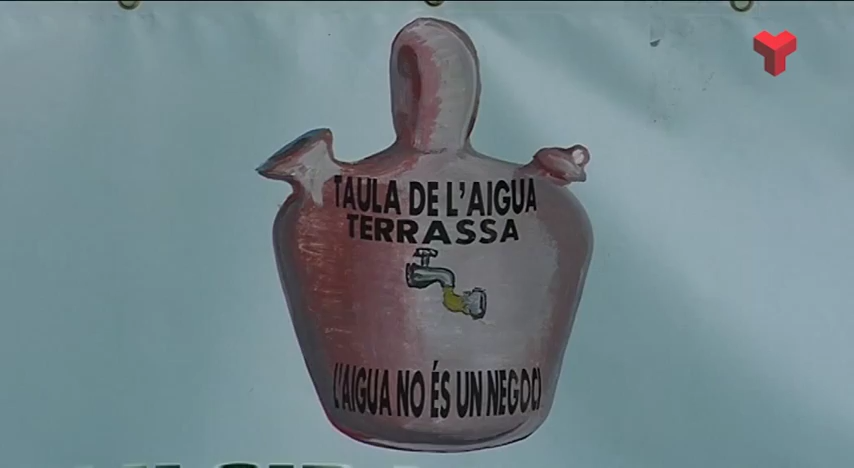 TAULA DE L'AIGUA
TERRASSA
L'AIGUA NO ÉS UN NEGOCI